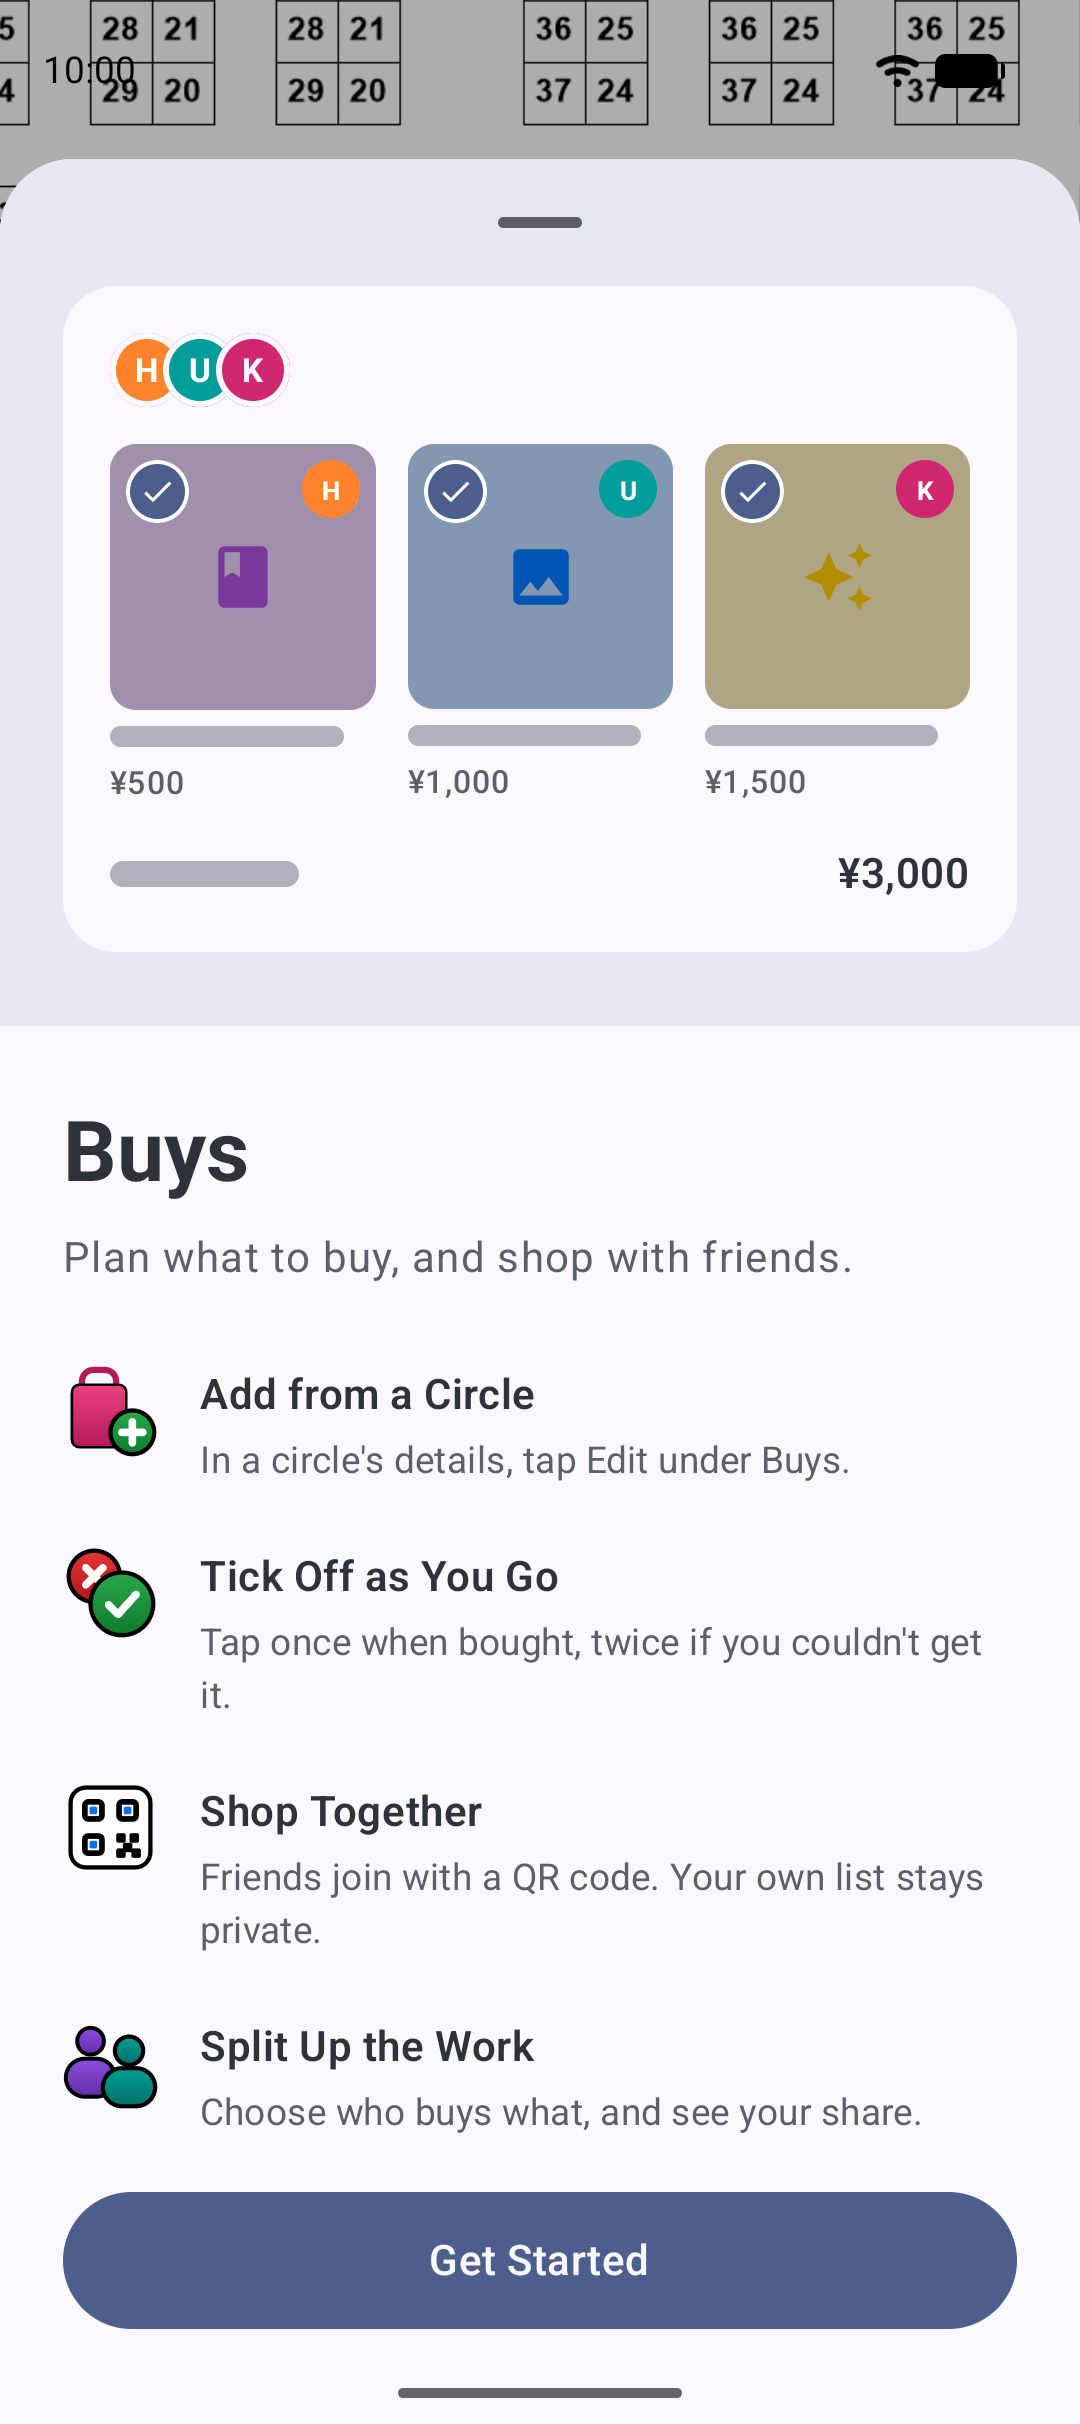 5 28 21 28 21 36 25 36 25 36 25
10:00
4 29 20 29 20 37 24 37 24 37 24
H U K
H U K
¥500 ¥1,000 ¥1,500
¥3,000
Buys
Plan what to buy, and shop with friends.
Add from a Circle
In a circle's details, tap Edit under Buys.
Tick Off as You Go
Tap once when bought, twice if you couldn't get
it.
Shop Together
Friends join with a QR code. Your own list stays
private.
Split Up the Work
Choose who buys what, and see your share.
Get Started